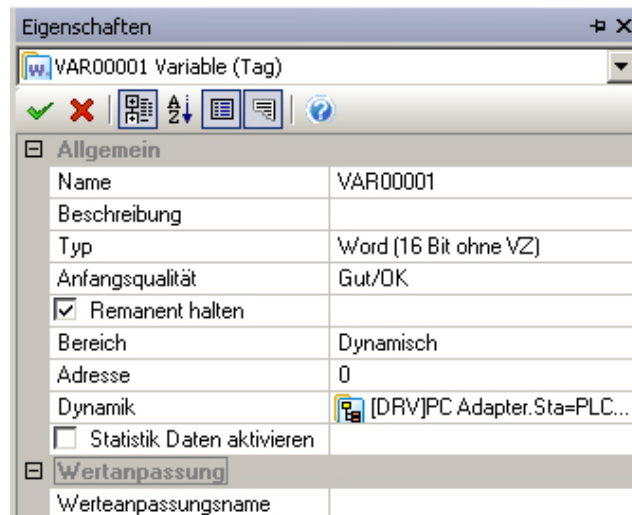 Eigenschaften
VAR00001 Variable (Tag)
Allgemein
Name VAR00001
Beschreibung
Typ Word (16 Bit ohne VZ)
Anfangsqualität Gut/OK
Remanent halten
Bereich Dynamisch
Adresse 0
Dynamik [DRV]PC Adapter.Sta=PLC...
Statistik Daten aktivieren
Wertanpassung
Werteanpassungsname